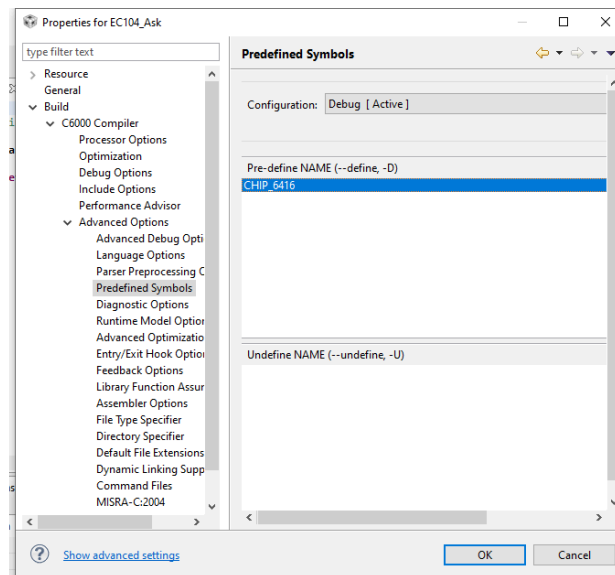 Properties for EC104_Ask
type filter text
Resource
General
Build
C6000 Compiler
Processor Options
Optimization
Debug Options
Include Options
Performance Advisor
Advanced Options
Advanced Debug Opti
Language Options
Parser Preprocessing C
Predefined Symbols
Diagnostic Options
Runtime Model Option
Advanced Optimizatio
Entry/Exit Hook Option
Feedback Options
Library Function Assur
Assembler Options
File Type Specifier
Directory Specifier
Default File Extensions
Dynamic Linking Supp
Command Files
MISRA-C:2004
Predefined Symbols
Configuration:
Debug [ Active ]
Pre-define NAME (--define, -D)
CHIP_6416
Undefine NAME (--undefine, -U)
Show advanced settings
OK
Cancel